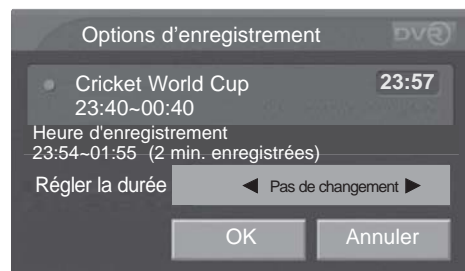 Options d'enregistrement DVR
Cricket World Cup 23:57
23:40~00:40
Heure d'enregistrement
23:54~01:55 (2 min. enregistrées)
Régler la durée ◀ Pas de changement ▶
OK Annuler